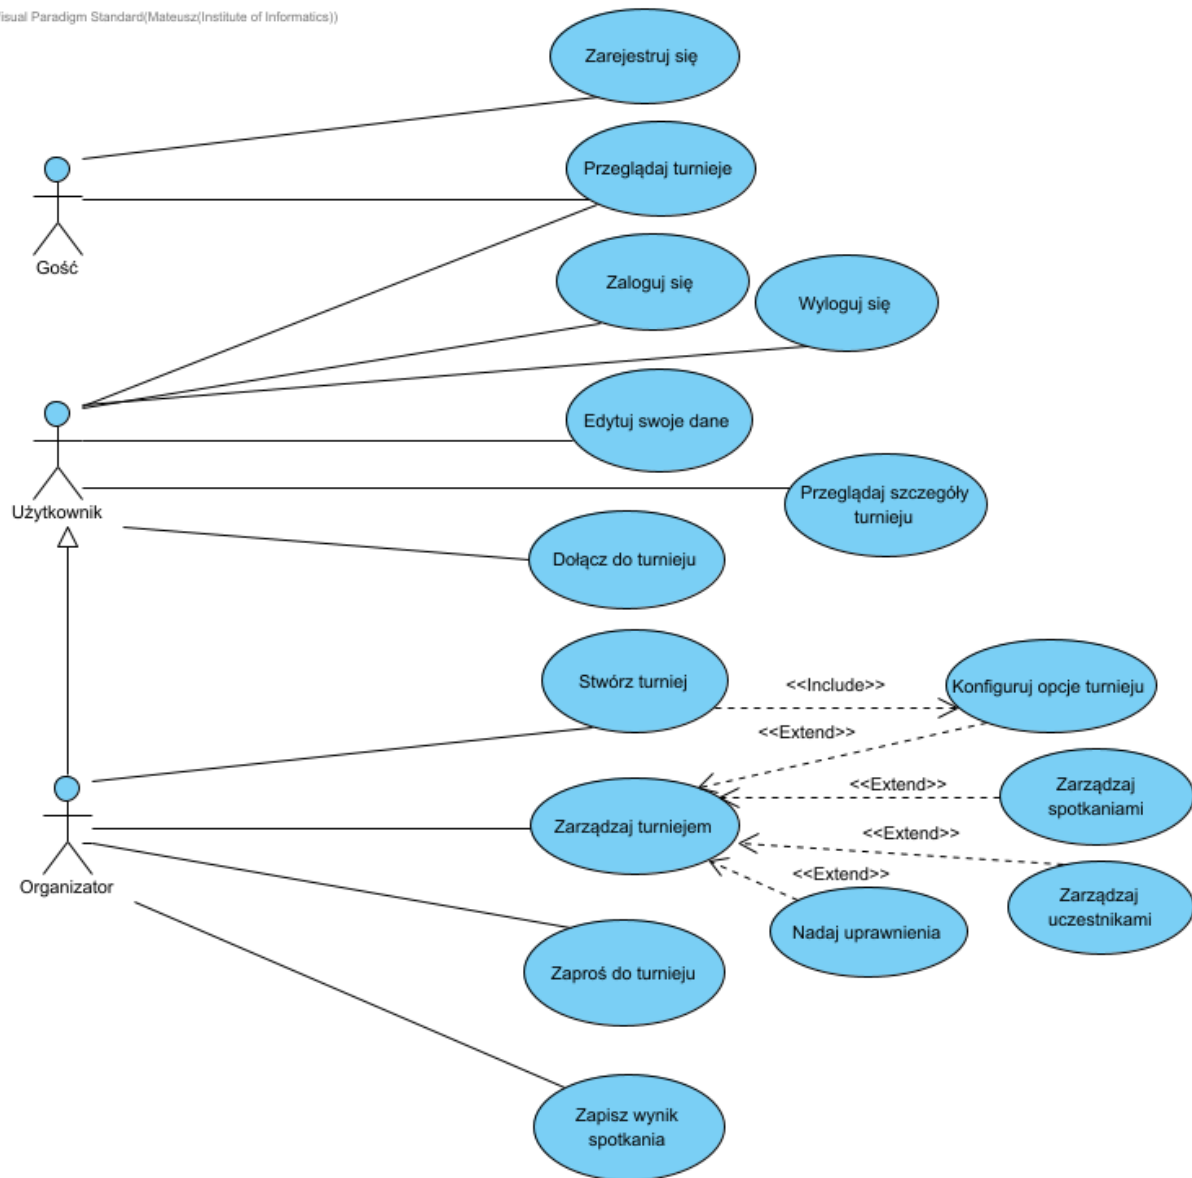 isual Paradigm Standard(Mateusz(Institute of Informatics))
Zarejestruj się
Przeglądaj turnieje
Gość
Zaloguj się
Wyloguj się
Edytuj swoje dane
Przeglądaj szczegóły
turnieju
Użytkownik
Dołącz do turnieju
Stwórz turniej
<<Include>>
Konfiguruj opcje turnieju
<<Extend>>
Zarządzaj turniejem
<<Extend>>
Zarządzaj
spotkaniami
<<Extend>>
<<Extend>>
Zarządzaj
uczestnikami
Organizator
Nadaj uprawnienia
Zaproś do turnieju
Zapisz wynik
spotkania